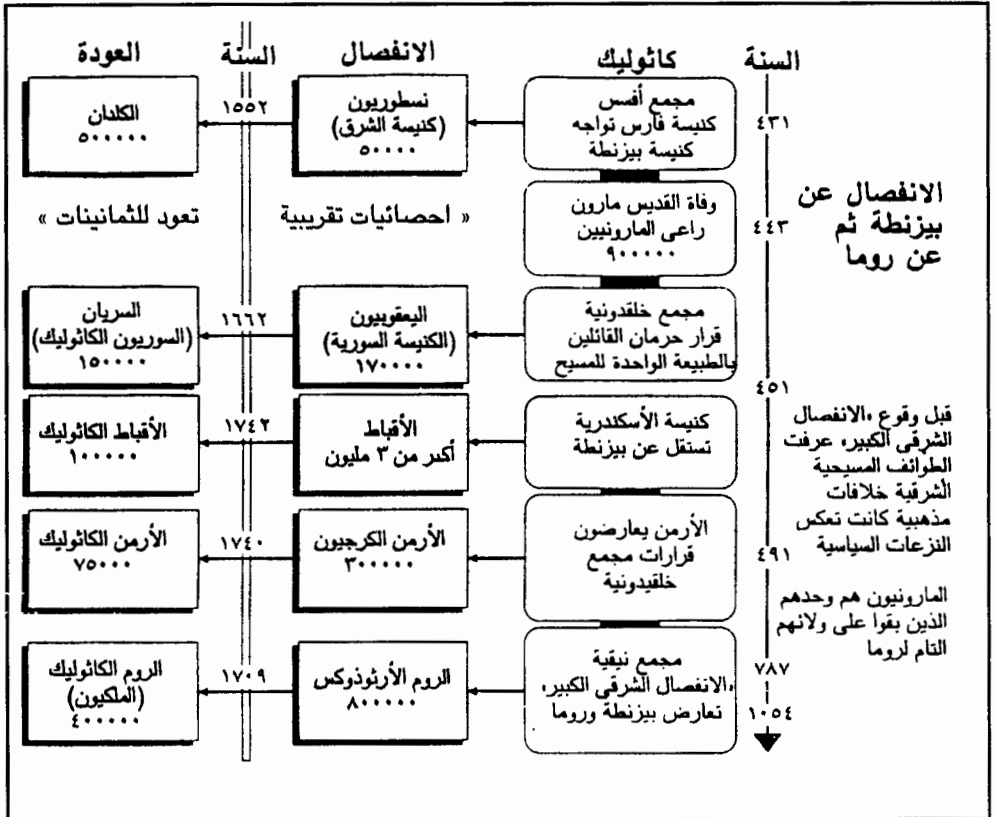 السنة
كاثوليك
الانفصال
السنة
العودة
٤٣١
مجمع أفسس
كنيسة فارس تواجه
كنيسة بيزنطة
نسطوريون
(كنيسة الشرق)
٥٠٠٠٠
١٥٥٢
الكلدان
٥٠٠٠٠٠
الانفصال عن
بيزنطة ثم
عن روما
٤٤٣
وفاة القديس مارون
راعى المارونيين
٩٠٠٠٠٠
« احصائيات تقريبية
تعود للثمانينات »
مجمع خلقدونية
قرار حرمان القائلين
بالطبيعة الواحدة للمسيح
اليعقوبيون
(الكنيسة السورية)
١٧٠٠٠٠
١٦٦٢
السريان
(السوريون الكاثوليك)
١٥٠٠٠٠
٤٥١
كنيسة الأسكندرية
تستقل عن بيزنطة
الأقباط
أكثر من ٣ مليون
١٧٤٢
الأقباط الكاثوليك
١٠٠٠٠٠
قبل وقوع «الانفصال
الشرقى الكبير» عرفت
الطوائف المسيحية
الشرقية خلافات
مذهبية كانت تعكس
النزعات السياسية
٤٩١
الأرمن يعارضون
قرارات مجمع
خلقيدونية
الأرمن الكرجيون
٣٠٠٠٠٠
١٧٤٠
الأرمن الكاثوليك
٧٥٠٠٠
المارونيون هم وحدهم
الذين بقوا على ولائهم
التام لروما
٧٨٧
١٠٥٤
مجمع نيقية
«الانفصال الشرقى الكبير»
تعارض بيزنطة وروما
الروم الأرثوذوكس
٨٠٠٠٠٠
١٧٠٩
الروم الكاثوليك
(الملكيون)
٤٠٠٠٠٠